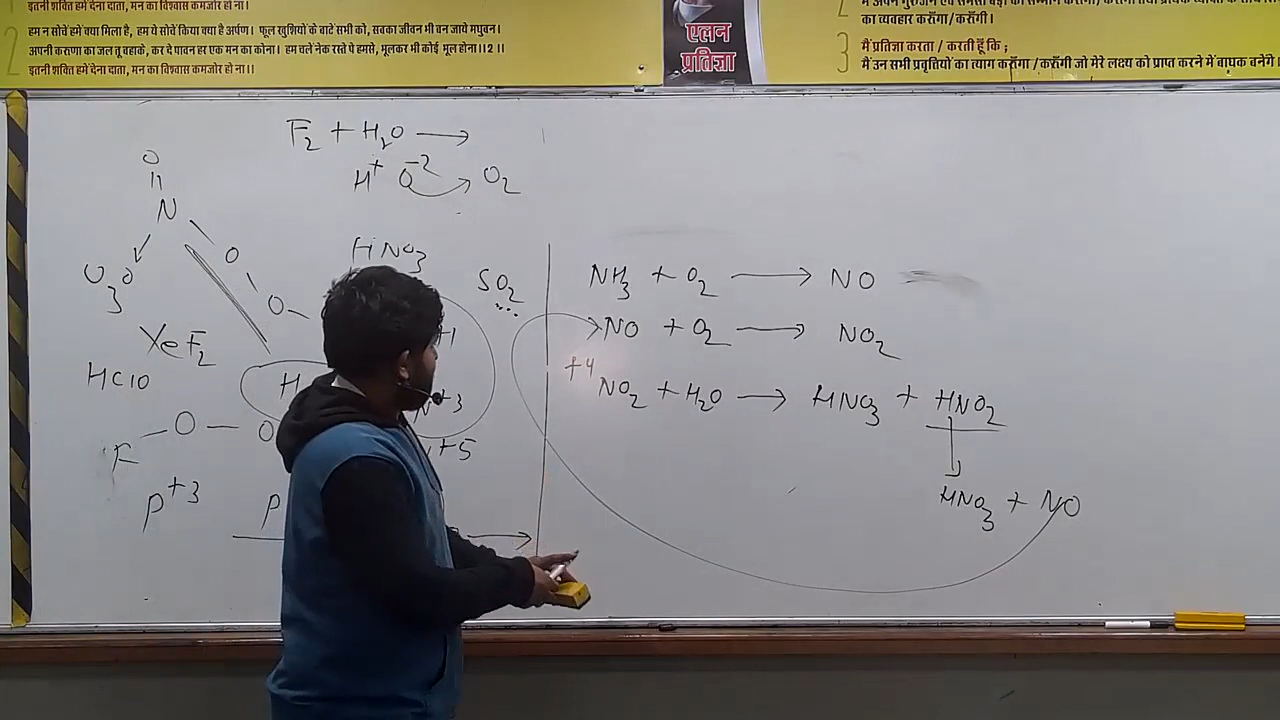 इतनी शक्ति हमें देना दाता, मन का विश्वास कमजोर हो ना।
2
हम न सोचें हमें क्या मिला है, हम ये सोचें किया क्या है अर्पण। फूल खुशियों के बाटें सभी को, सबका जीवन भी बन जाये मधुबन।
अपनी करुणा का जल तू बहाके, कर दे पावन हर एक मन का कोना। हम चलें नेक रस्ते पे हमसे, भूलकर भी कोई भूल होना।। 2 ।।
इतनी शक्ति हमें देना दाता, मन का विश्वास कमजोर हो ना।।
एलन
प्रतिज्ञा
2
का व्यवहार करूँगा / करूँगी।
3
मैं प्रतिज्ञा करता / करती हूँ कि ;
मैं उन सभी प्रवृत्तियों का त्याग करूँगा / करूँगी जो मेरे लक्ष्य को प्राप्त करने में बाधक बनेंगे
F2 + H2O →
H+ O-2 → O2
O
N
O
O
O
O3
HNO3
SO2
XeF2
HClO
H
+1
+3
F — O — O
+5
P+3 P
NH3 + O2 → NO
NO + O2 → NO2
+4
NO2 + H2O → HNO3 + HNO2
HNO3 + NO